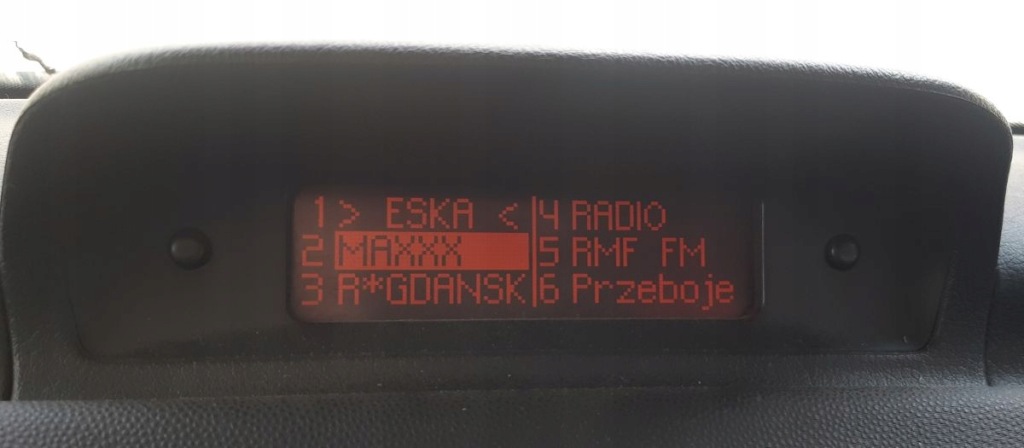 1 > ESKA < 4 RADIO
2 MAXXX 5 RMF FM
3 R*GDANSK 6 Przeboje